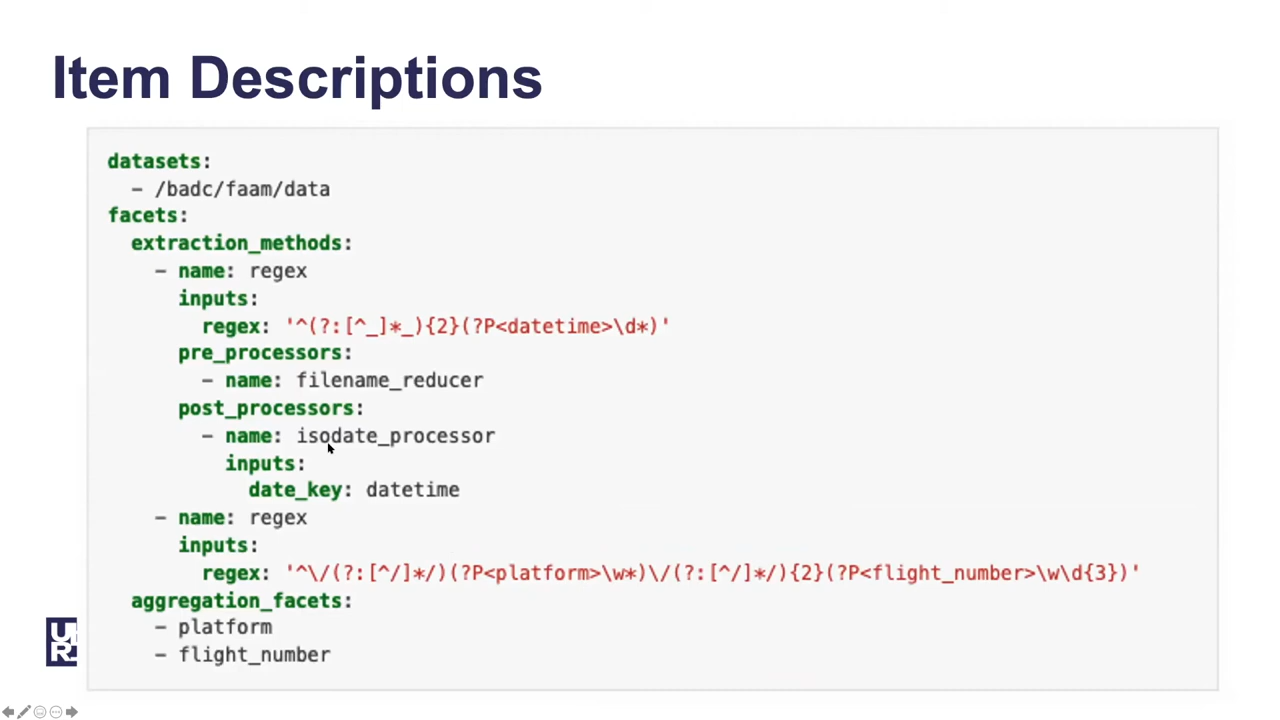 Item Descriptions
datasets:
- /badc/faam/data
facets:
extraction_methods:
- name: regex
inputs:
regex: '^(?:[^_]*_){2}(?P<datetime>\d*)'
pre_processors:
- name: filename_reducer
post_processors:
- name: isodate_processor
inputs:
date_key: datetime
- name: regex
inputs:
regex: '^\/(?:[^/]*/)(?P<platform>\w*)\/(?:[^/]*/){2}(?P<flight_number>\w\d{3})'
aggregation_facets:
- platform
- flight_number